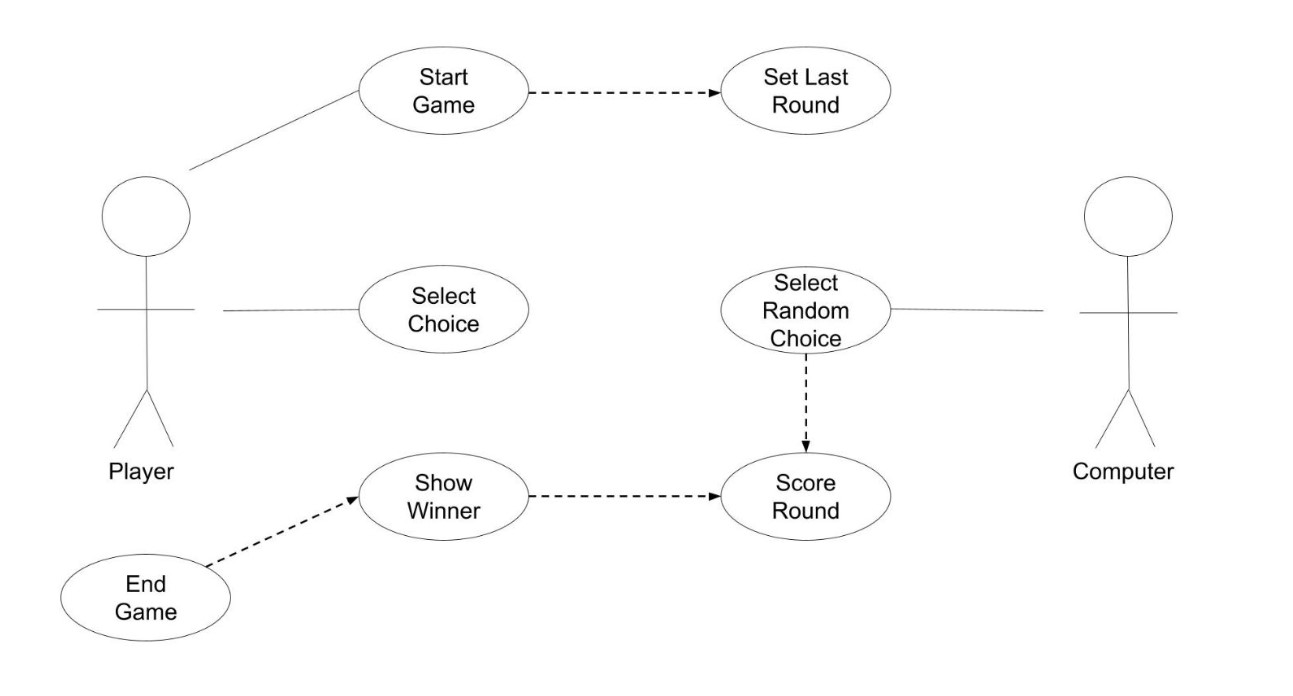 Start
Game
Set Last
Round
Select
Choice
Select
Random
Choice
Player
Computer
Show
Winner
Score
Round
End
Game